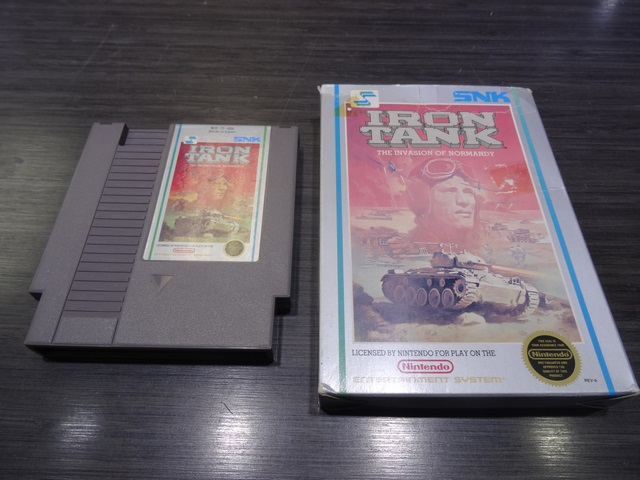 SNK
IRON
TANK
SNK
IRON
TANK
THE INVASION OF NORMANDY
LICENSED BY NINTENDO FOR PLAY ON THE
Nintendo
ENTERTAINMENT SYSTEM
Nintendo
REV-A